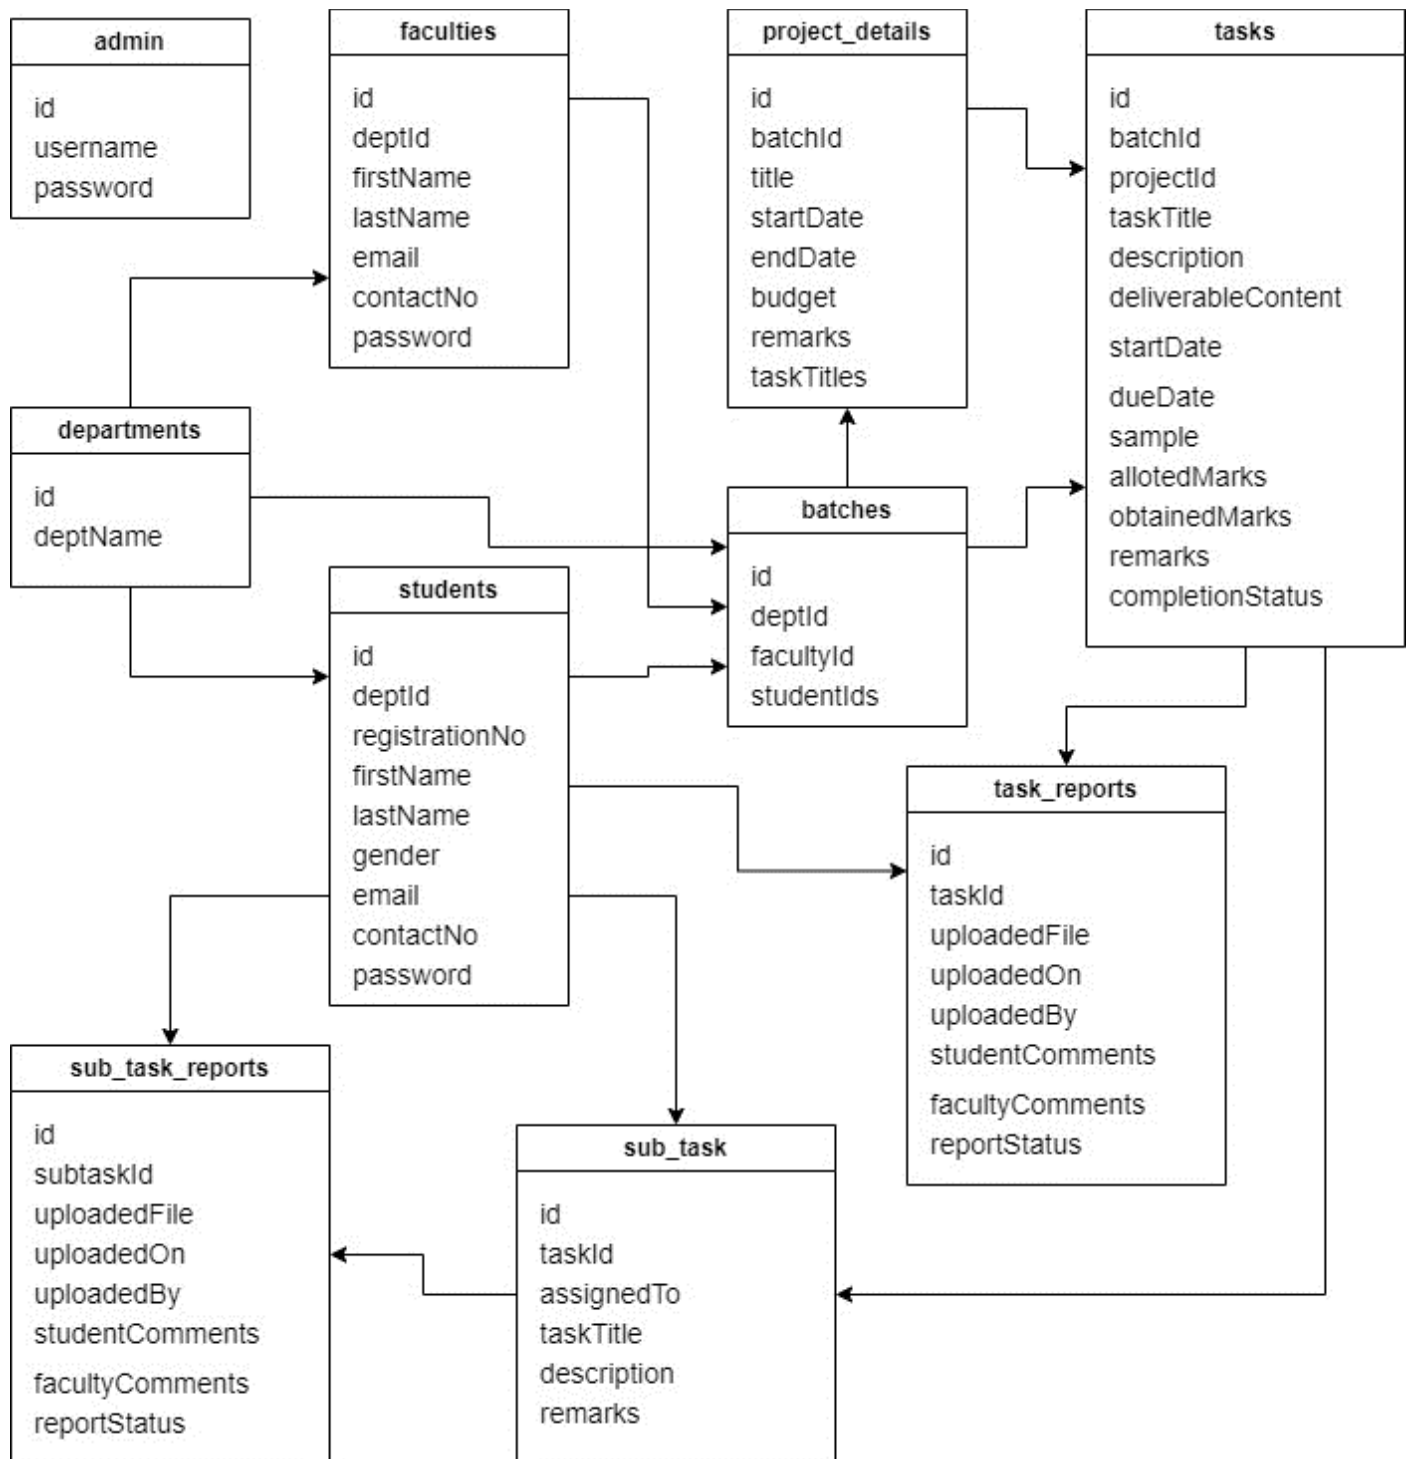 admin
id
username
password
faculties
id
deptId
firstName
lastName
email
contactNo
password
project_details
id
batchId
title
startDate
endDate
budget
remarks
taskTitles
tasks
id
batchId
projectId
taskTitle
description
deliverableContent
startDate
dueDate
sample
allotedMarks
obtainedMarks
remarks
completionStatus
departments
id
deptName
students
id
deptId
registrationNo
firstName
lastName
gender
email
contactNo
password
batches
id
deptId
facultyId
studentIds
task_reports
id
taskId
uploadedFile
uploadedOn
uploadedBy
studentComments
facultyComments
reportStatus
sub_task_reports
id
subtaskId
uploadedFile
uploadedOn
uploadedBy
studentComments
facultyComments
reportStatus
sub_task
id
taskId
assignedTo
taskTitle
description
remarks